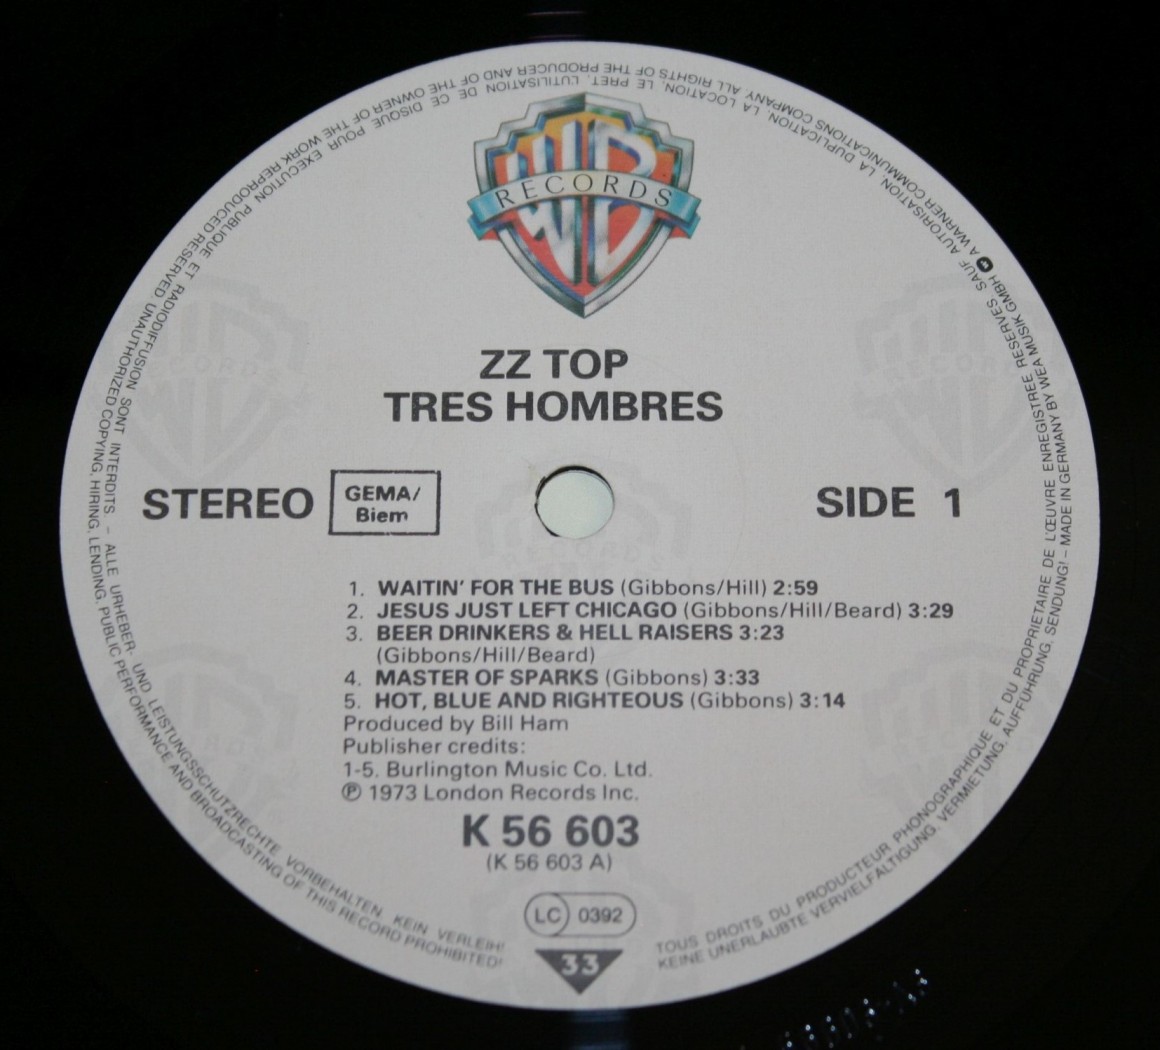 WB
RECORDS
ZZ TOP
TRES HOMBRES
STEREO
GEMA/
Biem
SIDE 1
1. WAITIN' FOR THE BUS (Gibbons/Hill) 2:59
2. JESUS JUST LEFT CHICAGO (Gibbons/Hill/Beard) 3:29
3. BEER DRINKERS & HELL RAISERS 3:23
(Gibbons/Hill/Beard)
4. MASTER OF SPARKS (Gibbons) 3:33
5. HOT, BLUE AND RIGHTEOUS (Gibbons) 3:14
Produced by Bill Ham
Publisher credits:
1-5. Burlington Music Co. Ltd.
℗ 1973 London Records Inc.
K 56 603
(K 56 603 A)
LC 0392
33
TOUS DROITS DU PRODUCTEUR PHONOGRAPHIQUE ET DU PROPRIETAIRE DE L'ŒUVRE ENREGISTREE RESERVES. SAUF AUTORISATION, LA DUPLICATION, LA LOCATION, LE PRET, L'UTILISATION DE CE DISQUE POUR EXECUTION PUBLIQUE ET RADIODIFFUSION SONT INTERDITS. – ALLE URHEBER- UND LEISTUNGSSCHUTZRECHTE VORBEHALTEN. KEIN VERLEIH!
KEINE UNERLAUBTE VERVIELFÄLTIGUNG, VERMIETUNG, AUFFÜHRUNG, SENDUNG! – MADE IN GERMANY BY WEA MUSIK GMBH A WARNER COMMUNICATIONS COMPANY. ALL RIGHTS OF THE PRODUCER AND OF THE OWNER OF THE WORK REPRODUCED RESERVED UNAUTHORIZED COPYING, HIRING, LENDING, PUBLIC PERFORMANCE AND BROADCASTING OF THIS RECORD PROHIBITED!